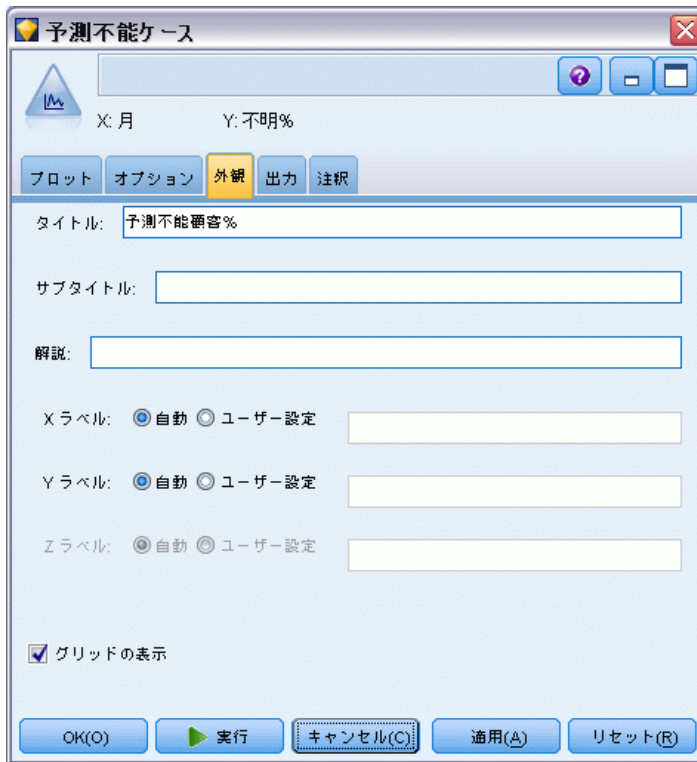 予測不能ケース
X: 月 Y: 不明%
プロット オプション 外観 出力 注釈
タイトル: 予測不能顧客%
サブタイトル:
解説:
X ラベル: 自動 ユーザー設定
Y ラベル: 自動 ユーザー設定
Z ラベル: 自動 ユーザー設定
グリッドの表示
OK(O) 実行 キャンセル(C) 適用(A) リセット(R)